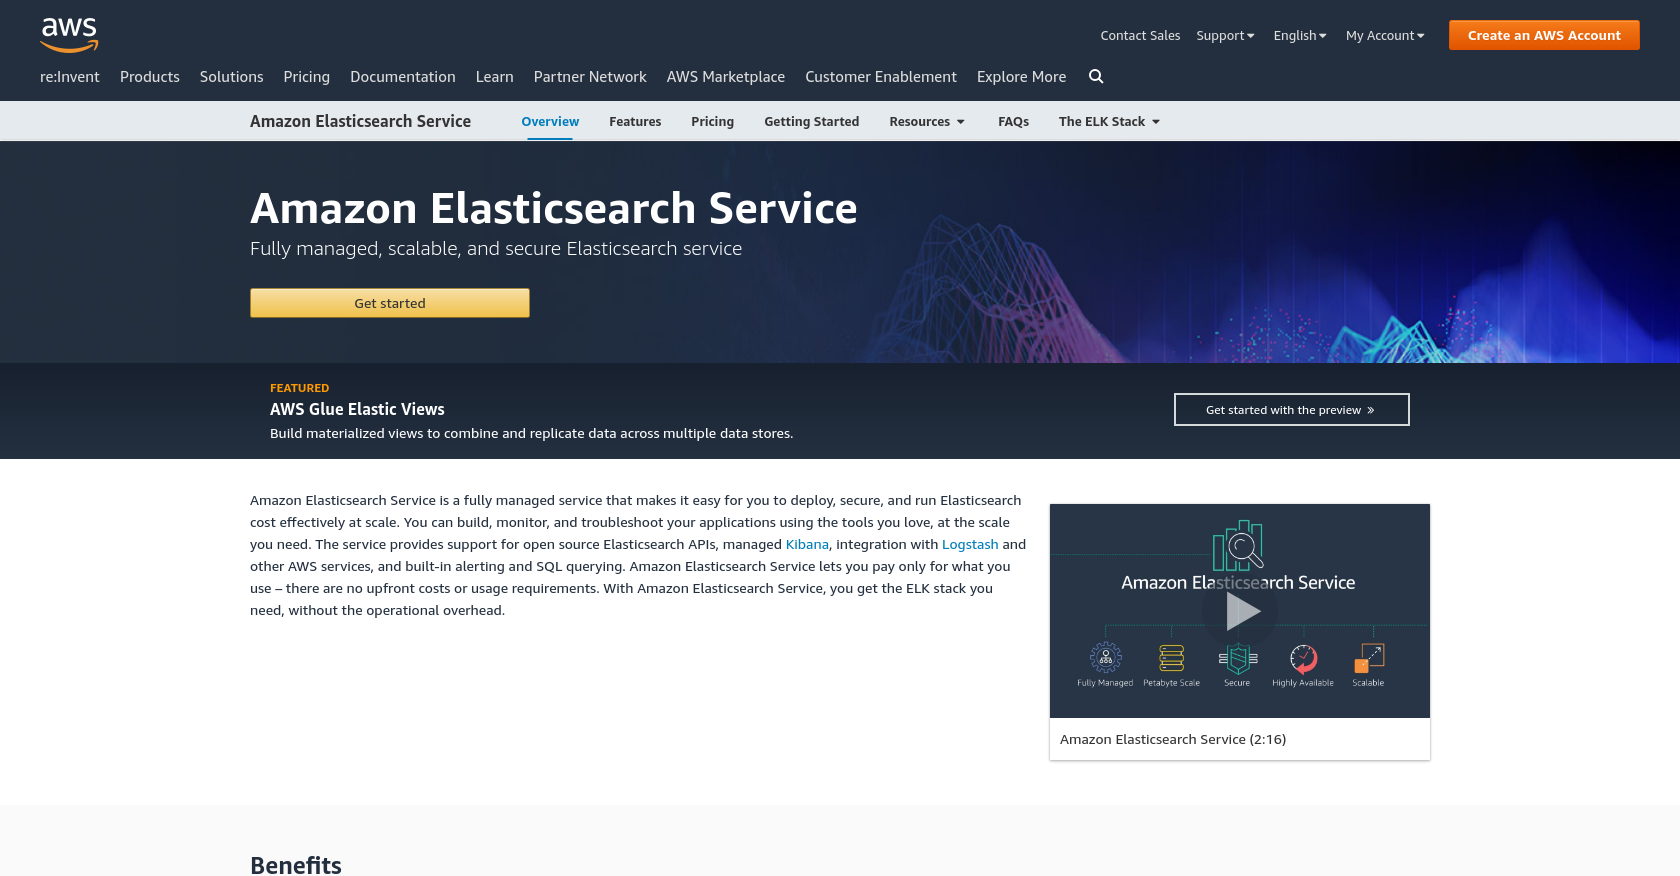 aws
Contact Sales Support English My Account Create an AWS Account
re:Invent Products Solutions Pricing Documentation Learn Partner Network AWS Marketplace Customer Enablement Explore More
Amazon Elasticsearch Service Overview Features Pricing Getting Started Resources FAQs The ELK Stack
Amazon Elasticsearch Service
Fully managed, scalable, and secure Elasticsearch service
Get started
FEATURED
AWS Glue Elastic Views
Build materialized views to combine and replicate data across multiple data stores.
Get started with the preview »
Amazon Elasticsearch Service is a fully managed service that makes it easy for you to deploy, secure, and run Elasticsearch
cost effectively at scale. You can build, monitor, and troubleshoot your applications using the tools you love, at the scale
you need. The service provides support for open source Elasticsearch APIs, managed Kibana, integration with Logstash and
other AWS services, and built-in alerting and SQL querying. Amazon Elasticsearch Service lets you pay only for what you
use – there are no upfront costs or usage requirements. With Amazon Elasticsearch Service, you get the ELK stack you
need, without the operational overhead.
Amazon Elasticsearch Service
Fully Managed Petabyte Scale Secure Highly Available Scalable
Amazon Elasticsearch Service (2:16)
Benefits